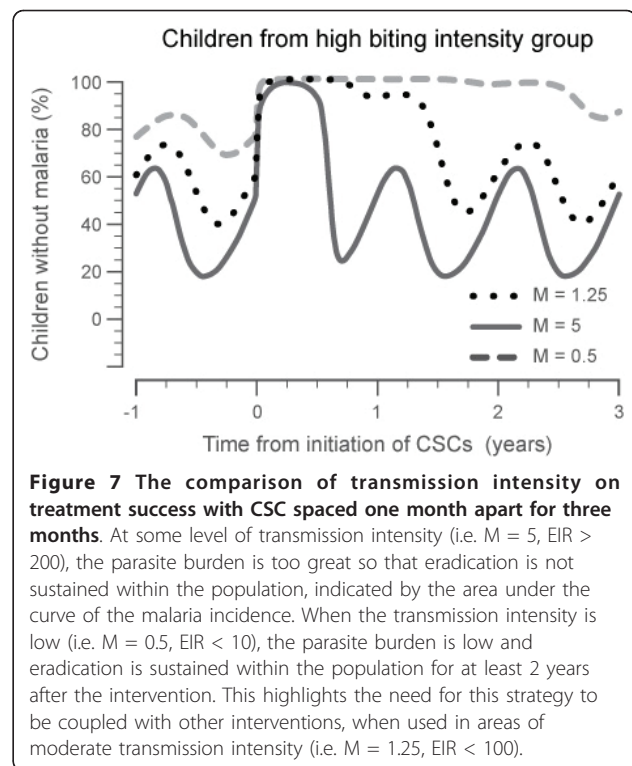 Children from high biting intensity group
Children without malaria (%)
100
80
60
40
20
0
M = 1.25
M = 5
M = 0.5
-1
0
1
2
3
Time from initiation of CSCs (years)
Figure 7 The comparison of transmission intensity on
treatment success with CSC spaced one month apart for three
months. At some level of transmission intensity (i.e. M = 5, EIR >
200), the parasite burden is too great so that eradication is not
sustained within the population, indicated by the area under the
curve of the malaria incidence. When the transmission intensity is
low (i.e. M = 0.5, EIR < 10), the parasite burden is low and
eradication is sustained within the population for at least 2 years
after the intervention. This highlights the need for this strategy to
be coupled with other interventions, when used in areas of
moderate transmission intensity (i.e. M = 1.25, EIR < 100).